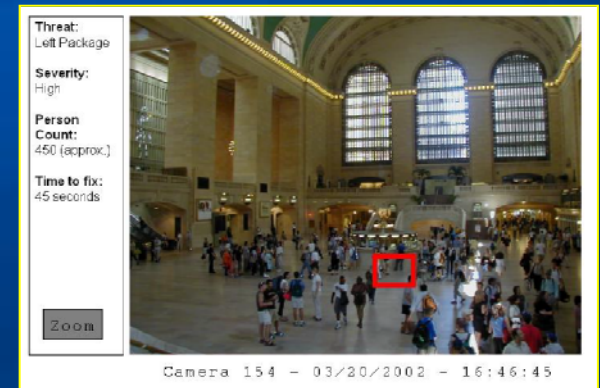 Threat:
Left Package
Severity:
High
Person
Count:
450 (approx.)
Time to fix:
45 seconds
Zoom
Camera 154 - 03/20/2002 - 16:46:45